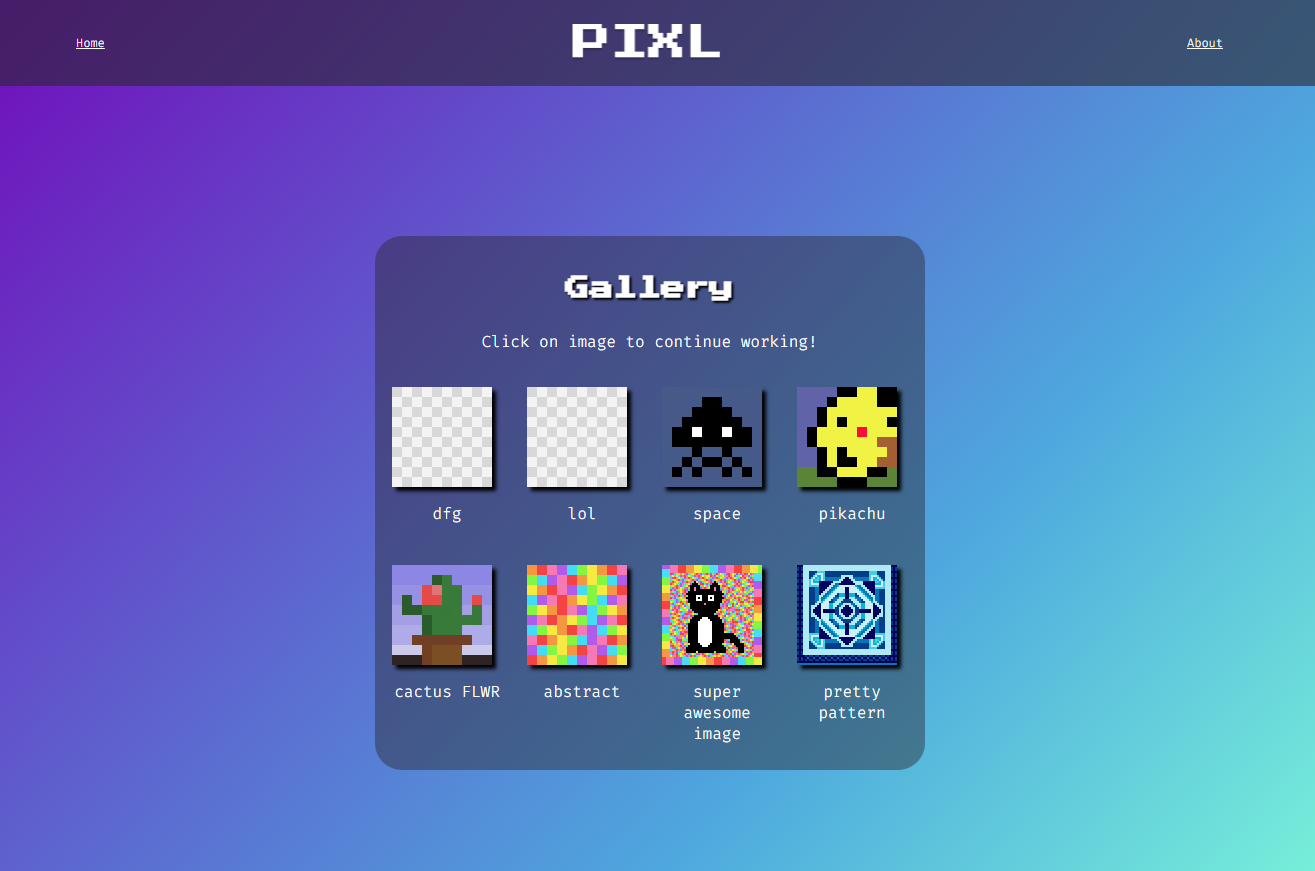 Home
PIXL
About
Gallery
Click on image to continue working!
dfg
lol
space
pikachu
cactus FLWR
abstract
super
awesome
image
pretty
pattern